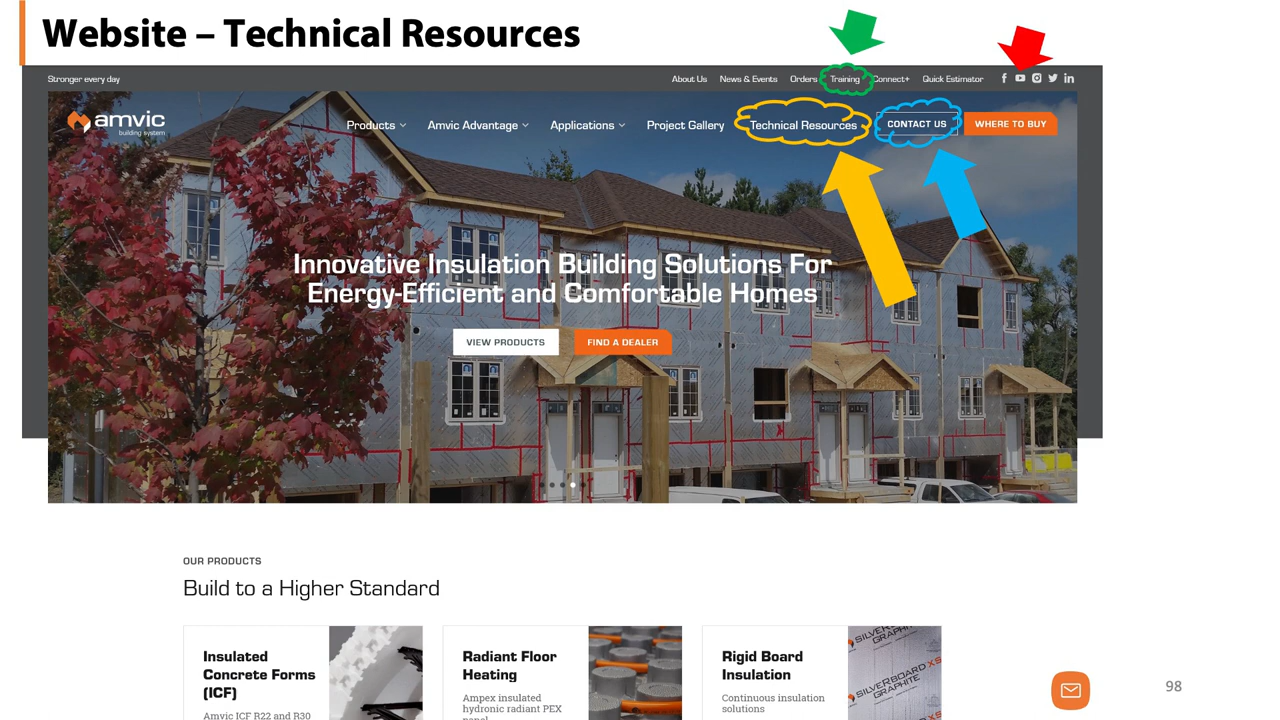 Website – Technical Resources
Stronger every day
About Us News & Events Orders Training Connect+ Quick Estimator
amvic
building system
Products Amvic Advantage Applications Project Gallery Technical Resources CONTACT US WHERE TO BUY
Innovative Insulation Building Solutions For
Energy-Efficient and Comfortable Homes
VIEW PRODUCTS FIND A DEALER
OUR PRODUCTS
Build to a Higher Standard
Insulated
Concrete Forms
(ICF)
Amvic ICF R22 and R30
Radiant Floor
Heating
Ampex insulated
hydronic radiant PEX
panel
Rigid Board
Insulation
Continuous insulation
solutions
SILVERBOARD XS
GRAPHITE
98